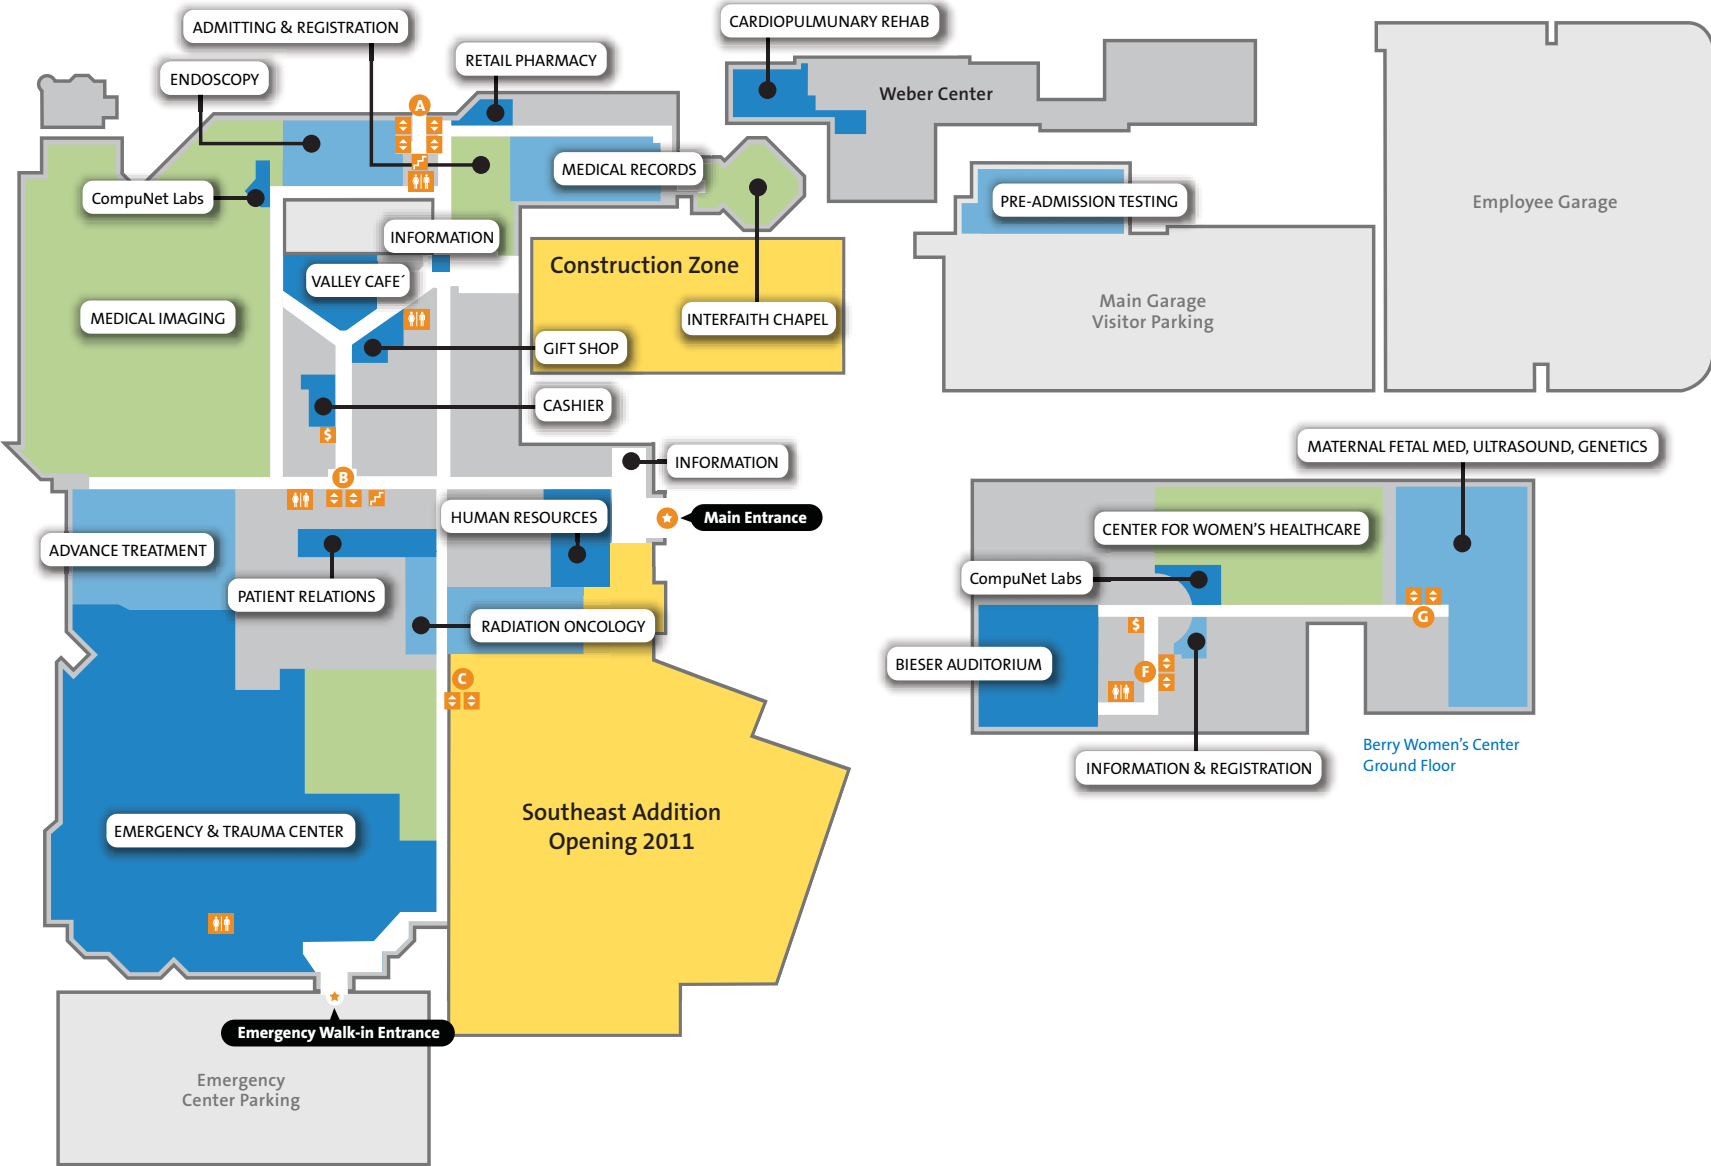 ADMITTING & REGISTRATION
CARDIOPULMUNARY REHAB
RETAIL PHARMACY
ENDOSCOPY
A
Weber Center
MEDICAL RECORDS
CompuNet Labs
PRE-ADMISSION TESTING
Employee Garage
INFORMATION
Construction Zone
VALLEY CAFE´
Main Garage
Visitor Parking
MEDICAL IMAGING
INTERFAITH CHAPEL
GIFT SHOP
CASHIER
$
INFORMATION
MATERNAL FETAL MED, ULTRASOUND, GENETICS
B
HUMAN RESOURCES
Main Entrance
CENTER FOR WOMEN'S HEALTHCARE
ADVANCE TREATMENT
CompuNet Labs
PATIENT RELATIONS
RADIATION ONCOLOGY
$
G
BIESER AUDITORIUM
F
C
Berry Women's Center
Ground Floor
INFORMATION & REGISTRATION
Southeast Addition
Opening 2011
EMERGENCY & TRAUMA CENTER
Emergency Walk-in Entrance
Emergency
Center Parking